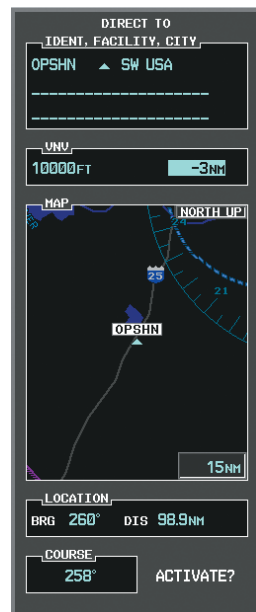 DIRECT TO
IDENT, FACILITY, CITY
OPSHN SW USA
VNV
10000FT -3NM
MAP
NORTH UP
24
25
21
OPSHN
15NM
LOCATION
BRG 260° DIS 98.9NM
COURSE
258° ACTIVATE?